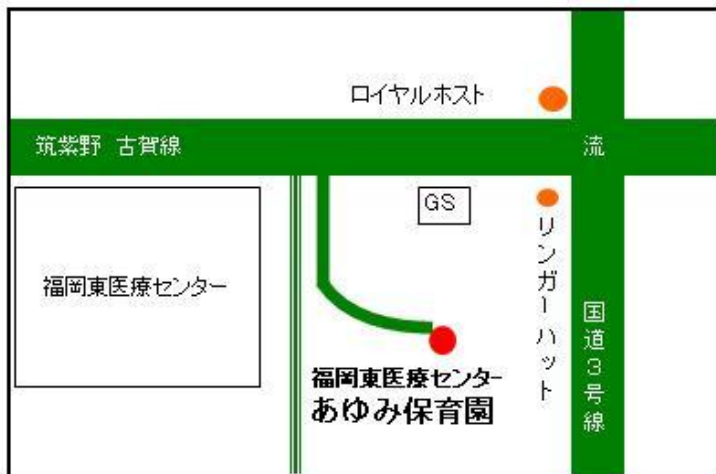 ロイヤルホスト
筑紫野 古賀線
流
GS
リンガーハット
福岡東医療センター
国道3号線
福岡東医療センター
あゆみ保育園